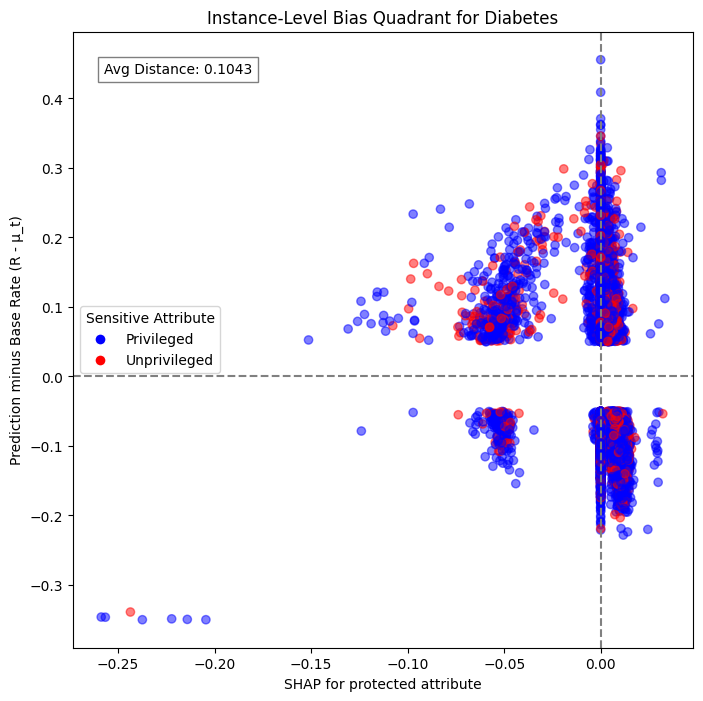 Instance-Level Bias Quadrant for Diabetes
Avg Distance: 0.1043
Prediction minus Base Rate (R - μ_t)
0.4
0.3
0.2
0.1
0.0
−0.1
−0.2
−0.3
Sensitive Attribute
Privileged
Unprivileged
−0.25
−0.20
−0.15
−0.10
−0.05
0.00
SHAP for protected attribute